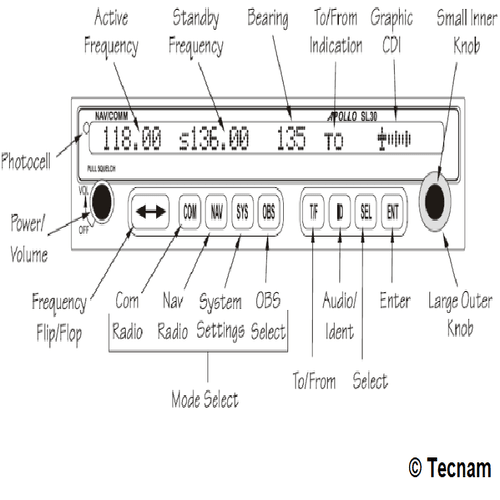 Active Frequency
Standby Frequency
Bearing
To/From Indication
Graphic CDI
Small Inner Knob
NAV/COMM
APOLLO SL30
118.00 s136.00 135 TO
Photocell
PULL SQUELCH
VOL
OFF
Power/
Volume
COM NAV SYS OBS T/F ID SEL ENT
Frequency Flip/Flop
Com Radio
Nav Radio
System Settings
OBS Select
Audio/ Ident
Enter
Large Outer Knob
To/From
Select
Mode Select
© Tecnam